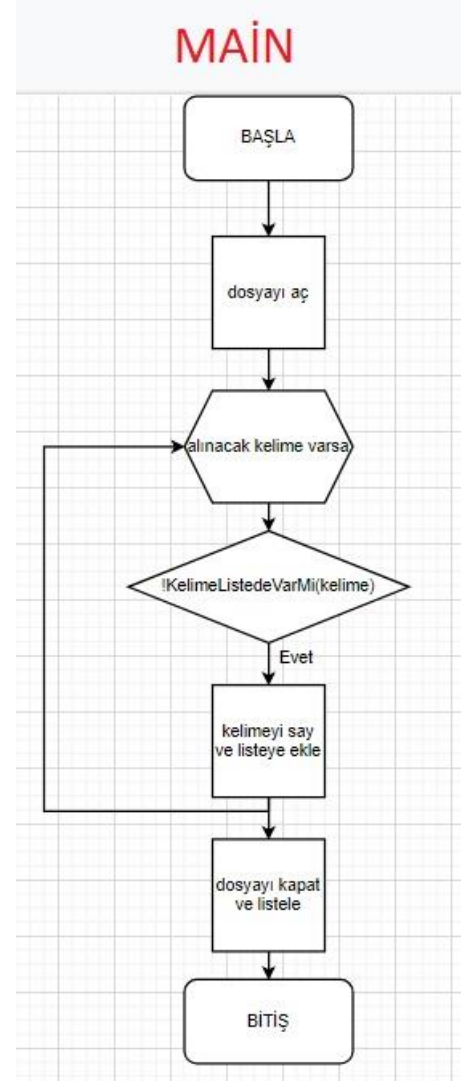 MAİN
BAŞLA
dosyayı aç
alınacak kelime varsa
!KelimeListedeVarMi(kelime)
Evet
kelimeyi say
ve listeye ekle
dosyayı kapat
ve listele
BİTİŞ